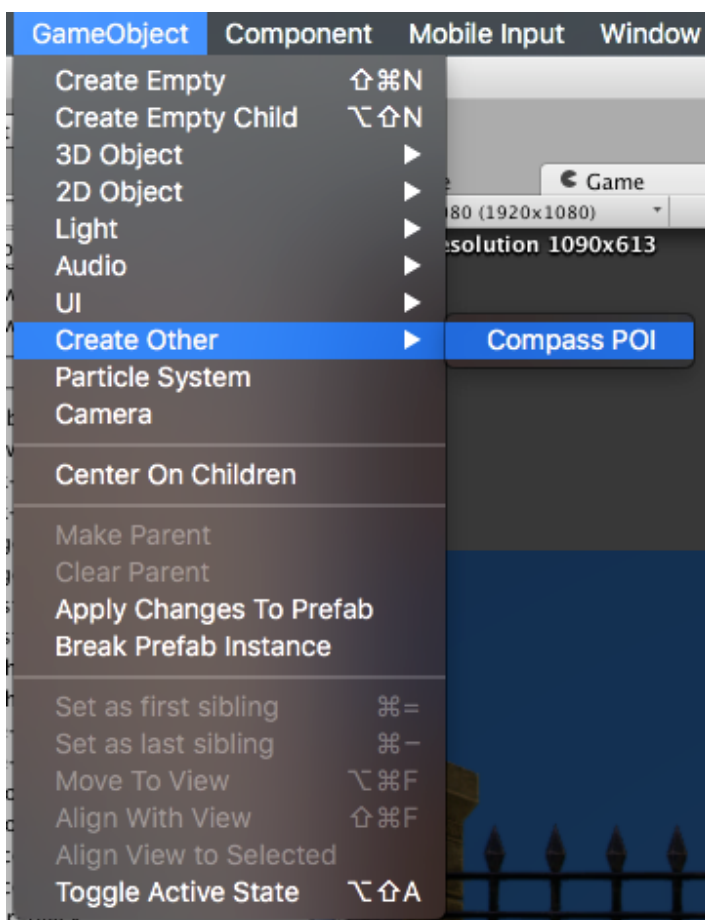 GameObject Component Mobile Input Window
Create Empty ⇧⌘N
Create Empty Child ⌥⇧N
3D Object ▶
2D Object ▶
Game
Light ▶
80 (1920x1080)
Audio ▶
1090x613
UI ▶
Create Other ▶
Compass POI
Particle System
Camera
Center On Children
Make Parent
Clear Parent
Apply Changes To Prefab
Break Prefab Instance
Set as first sibling ⌘=
Set as last sibling ⌘−
Move To View ⌥⌘F
Align With View ⇧⌘F
Align View to Selected
Toggle Active State ⌥⇧A